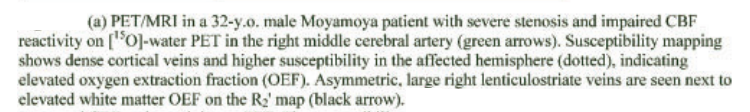 (a) PET/MRI in a 32-y.o. male Moyamoya patient with severe stenosis and impaired CBF
reactivity on [¹⁵O]-water PET in the right middle cerebral artery (green arrows). Susceptibility mapping
shows dense cortical veins and higher susceptibility in the affected hemisphere (dotted), indicating
elevated oxygen extraction fraction (OEF). Asymmetric, large right lenticulostriate veins are seen next to
elevated white matter OEF on the R₂' map (black arrow).